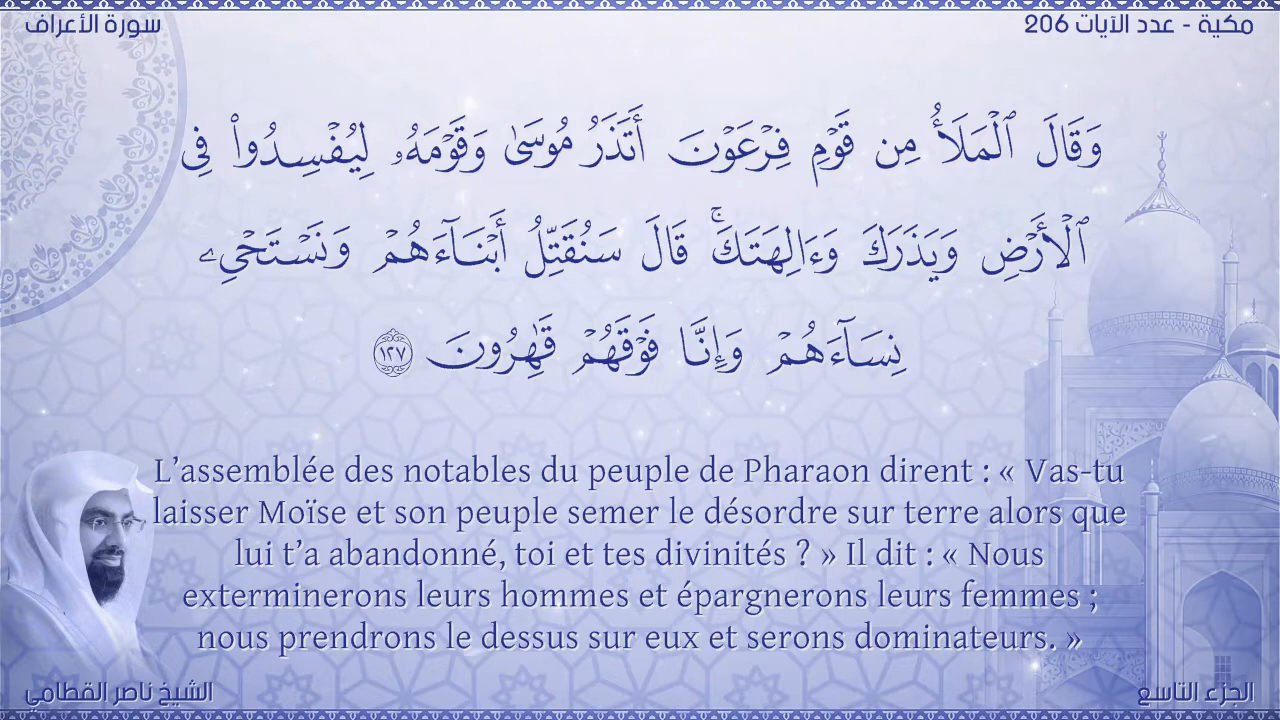 سورة الأعراف
مكية - عدد الآيات 206
وَقَالَ ٱلْمَلَأُ مِن قَوْمِ فِرْعَوْنَ أَتَذَرُ مُوسَىٰ وَقَوْمَهُۥ لِيُفْسِدُوا۟ فِى
ٱلْأَرْضِ وَيَذَرَكَ وَءَالِهَتَكَ ۚ قَالَ سَنُقَتِّلُ أَبْنَآءَهُمْ وَنَسْتَحْىِۦ
نِسَآءَهُمْ وَإِنَّا فَوْقَهُمْ قَـٰهِرُونَ ١٢٧
L’assemblée des notables du peuple de Pharaon dirent : « Vas-tu
laisser Moïse et son peuple semer le désordre sur terre alors que
lui t’a abandonné, toi et tes divinités ? » Il dit : « Nous
exterminerons leurs hommes et épargnerons leurs femmes ;
nous prendrons le dessus sur eux et serons dominateurs. »
الشيخ ناصر القطامي
الجزء التاسع